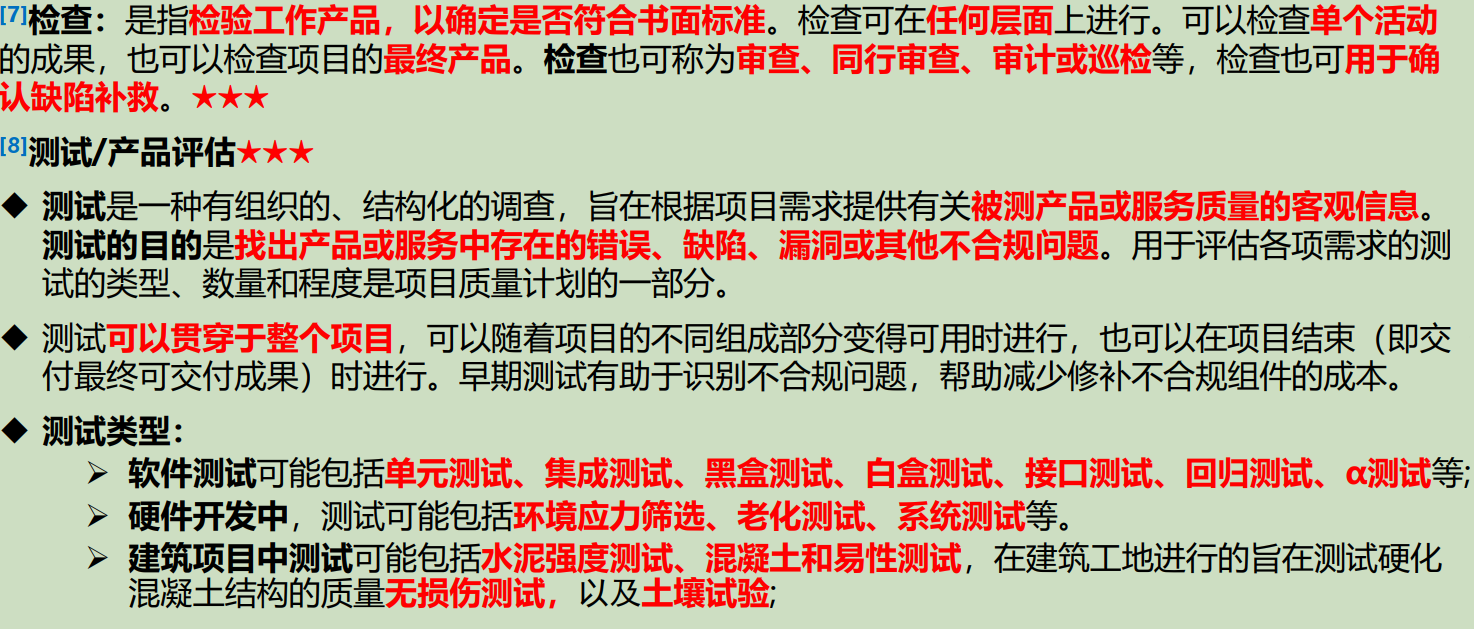 [7]检查：是指检验工作产品，以确定是否符合书面标准。检查可在任何层面上进行。可以检查单个活动
的成果，也可以检查项目的最终产品。检查也可称为审查、同行审查、审计或巡检等，检查也可用于确
认缺陷补救。★★★
[8]测试/产品评估★★★
◆ 测试是一种有组织的、结构化的调查，旨在根据项目需求提供有关被测产品或服务质量的客观信息。
测试的目的是找出产品或服务中存在的错误、缺陷、漏洞或其他不合规问题。用于评估各项需求的测
试的类型、数量和程度是项目质量计划的一部分。
◆ 测试可以贯穿于整个项目，可以随着项目的不同组成部分变得可用时进行，也可以在项目结束（即交
付最终可交付成果）时进行。早期测试有助于识别不合规问题，帮助减少修补不合规组件的成本。
◆ 测试类型：
➢ 软件测试可能包括单元测试、集成测试、黑盒测试、白盒测试、接口测试、回归测试、α测试等;
➢ 硬件开发中，测试可能包括环境应力筛选、老化测试、系统测试等。
➢ 建筑项目中测试可能包括水泥强度测试、混凝土和易性测试，在建筑工地进行的旨在测试硬化
混凝土结构的质量无损伤测试，以及土壤试验;